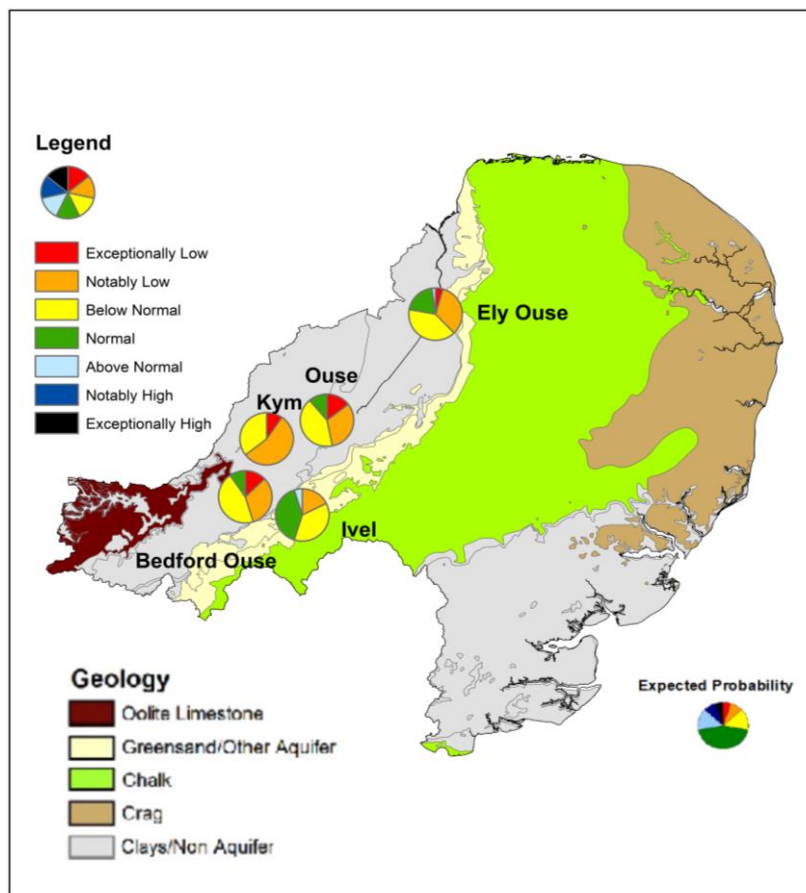 Legend
Exceptionally Low
Notably Low
Below Normal
Normal
Above Normal
Notably High
Exceptionally High
Ely Ouse
Ouse
Kym
Ivel
Bedford Ouse
Geology
Oolite Limestone
Greensand/Other Aquifer
Chalk
Crag
Clays/Non Aquifer
Expected Probability